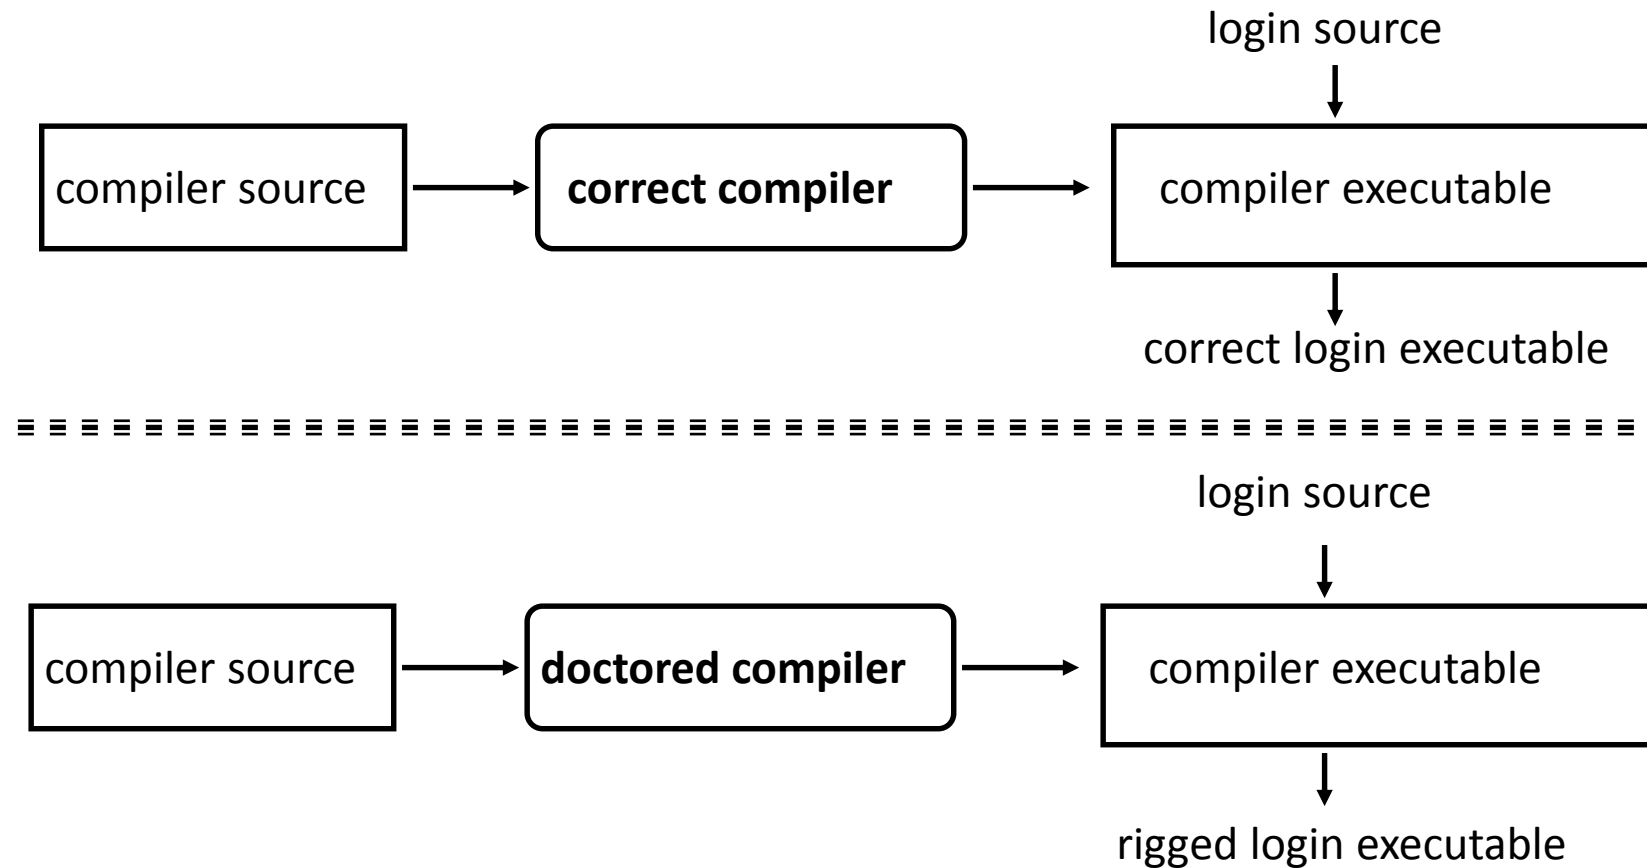 login source
compiler source
correct compiler
compiler executable
correct login executable
login source
compiler source
doctored compiler
compiler executable
rigged login executable